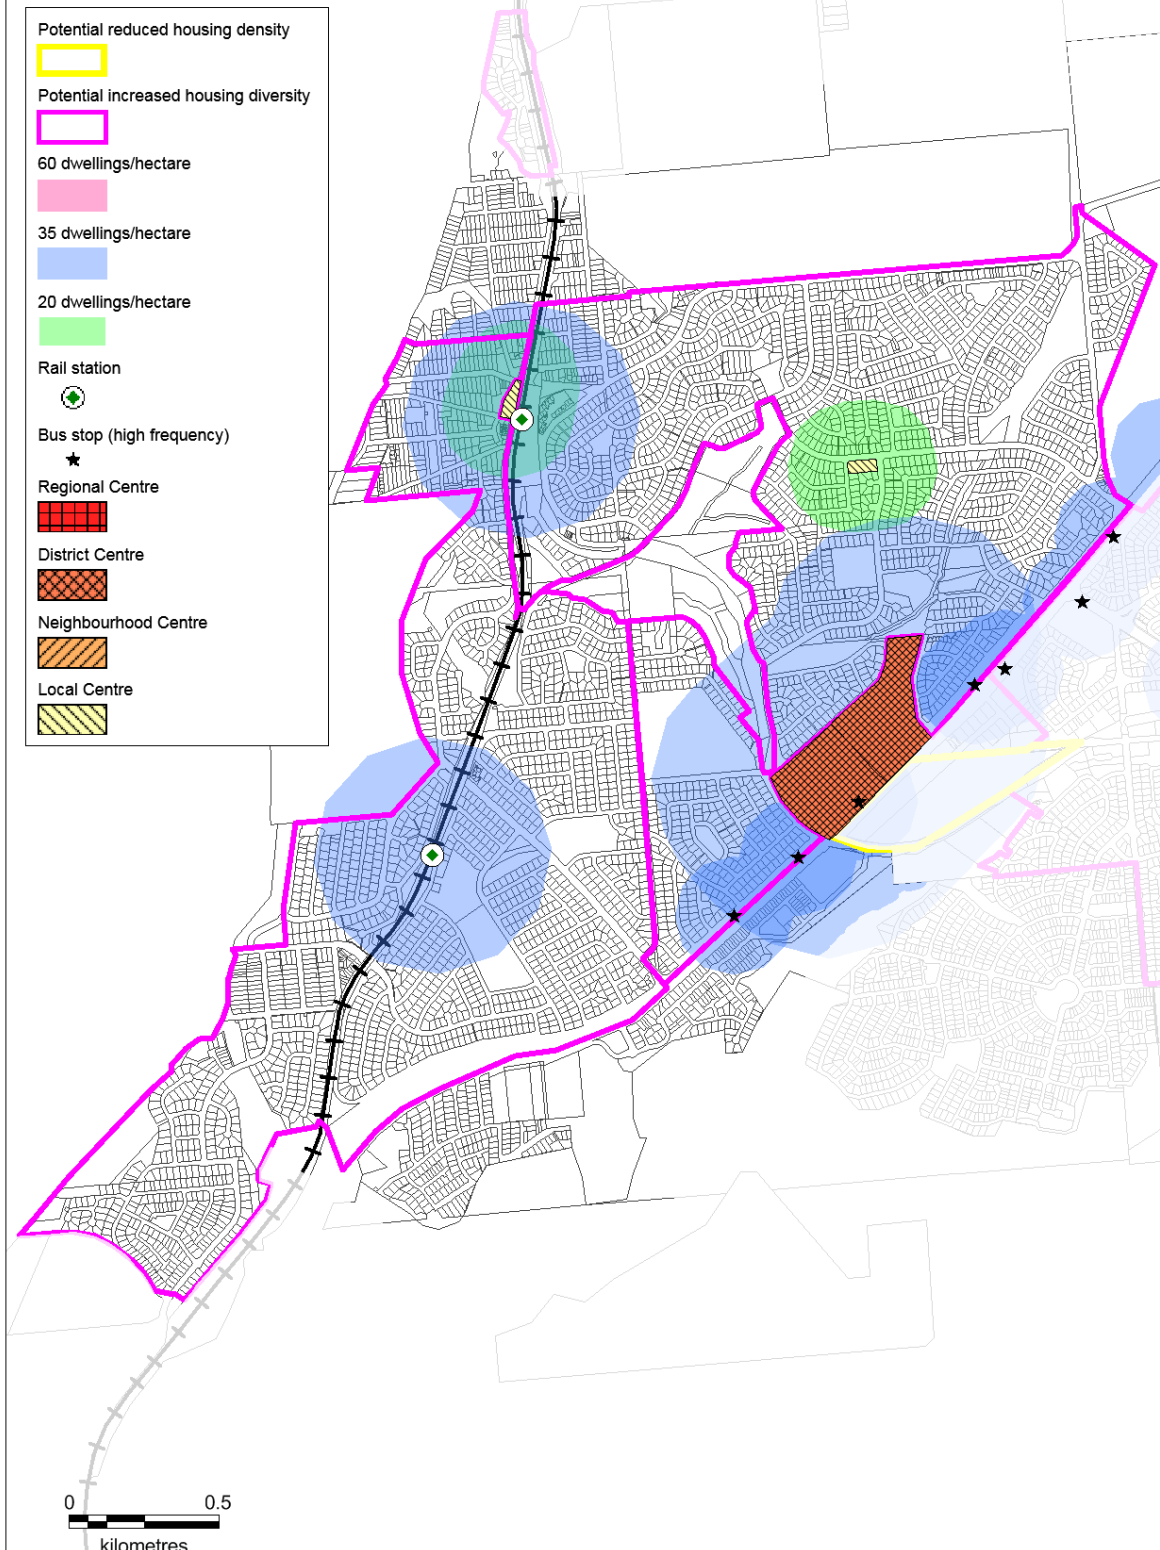 Potential reduced housing density
Potential increased housing diversity
60 dwellings/hectare
35 dwellings/hectare
20 dwellings/hectare
Rail station
Bus stop (high frequency)
Regional Centre
District Centre
Neighbourhood Centre
Local Centre
0 0.5
kilometres